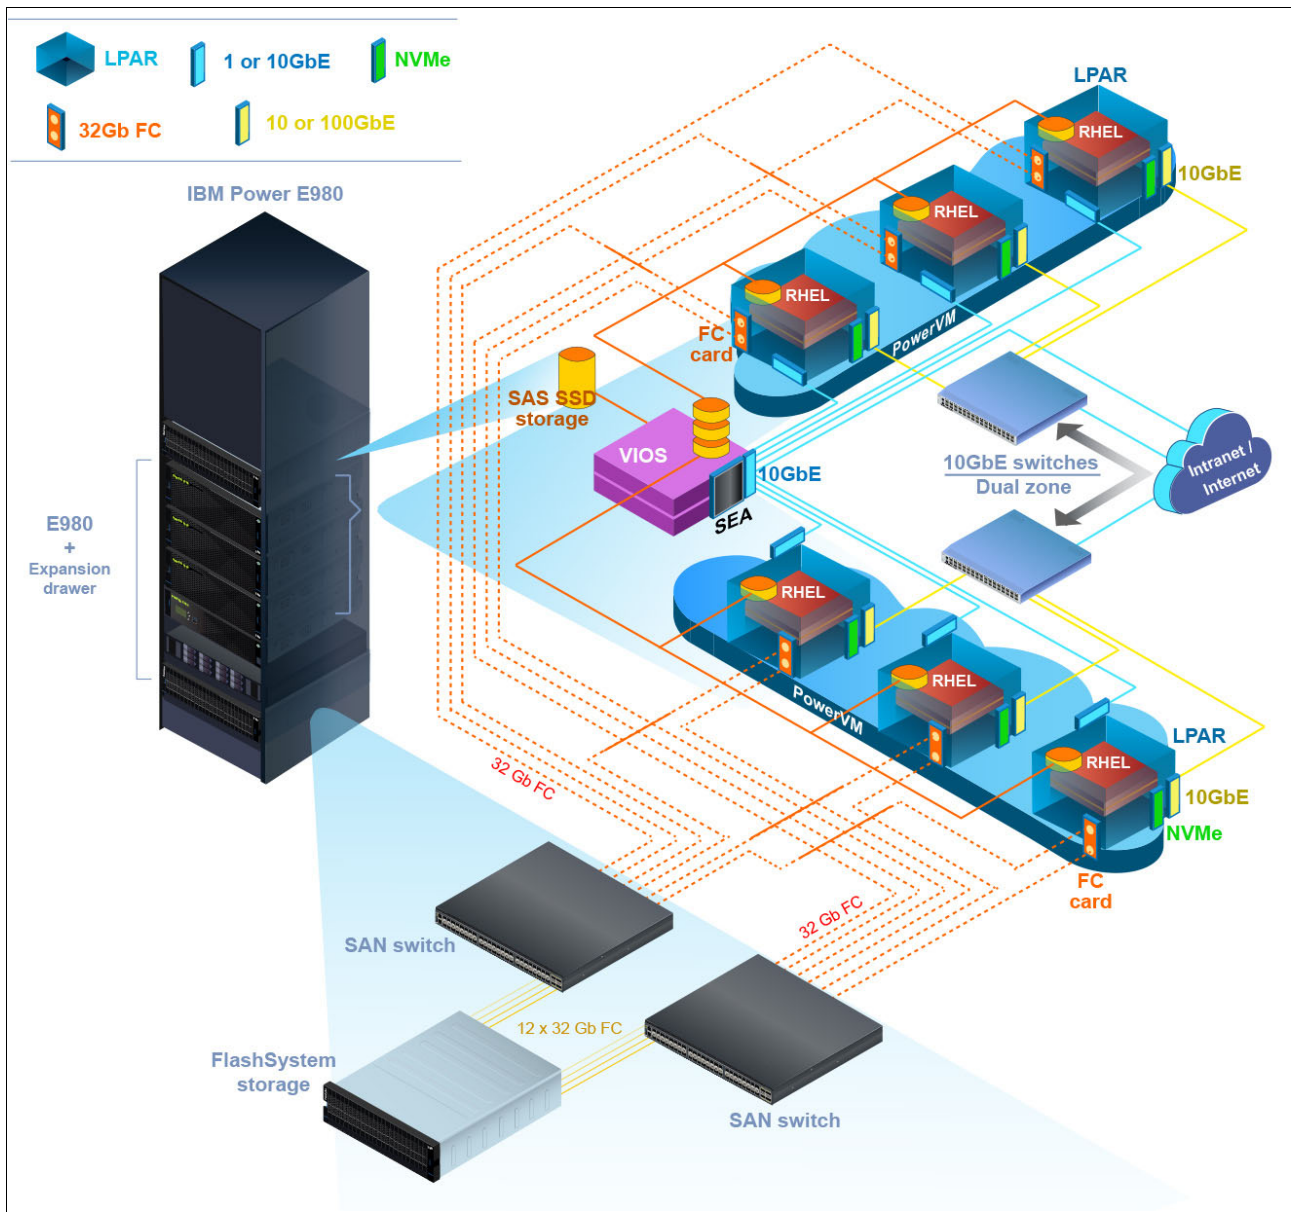 LPAR
1 or 10GbE
NVMe
32Gb FC
10 or 100GbE
IBM Power E980
LPAR
RHEL
10GbE
RHEL
RHEL
FC
card
PowerVM
SAS SSD
storage
VIOS
10GbE
SEA
10GbE switches
Dual zone
Intranet /
Internet
E980
+
Expansion
drawer
RHEL
RHEL
PowerVM
LPAR
RHEL
10GbE
NVMe
FC
card
32 Gb FC
32 Gb FC
SAN switch
12 x 32 Gb FC
FlashSystem
storage
SAN switch